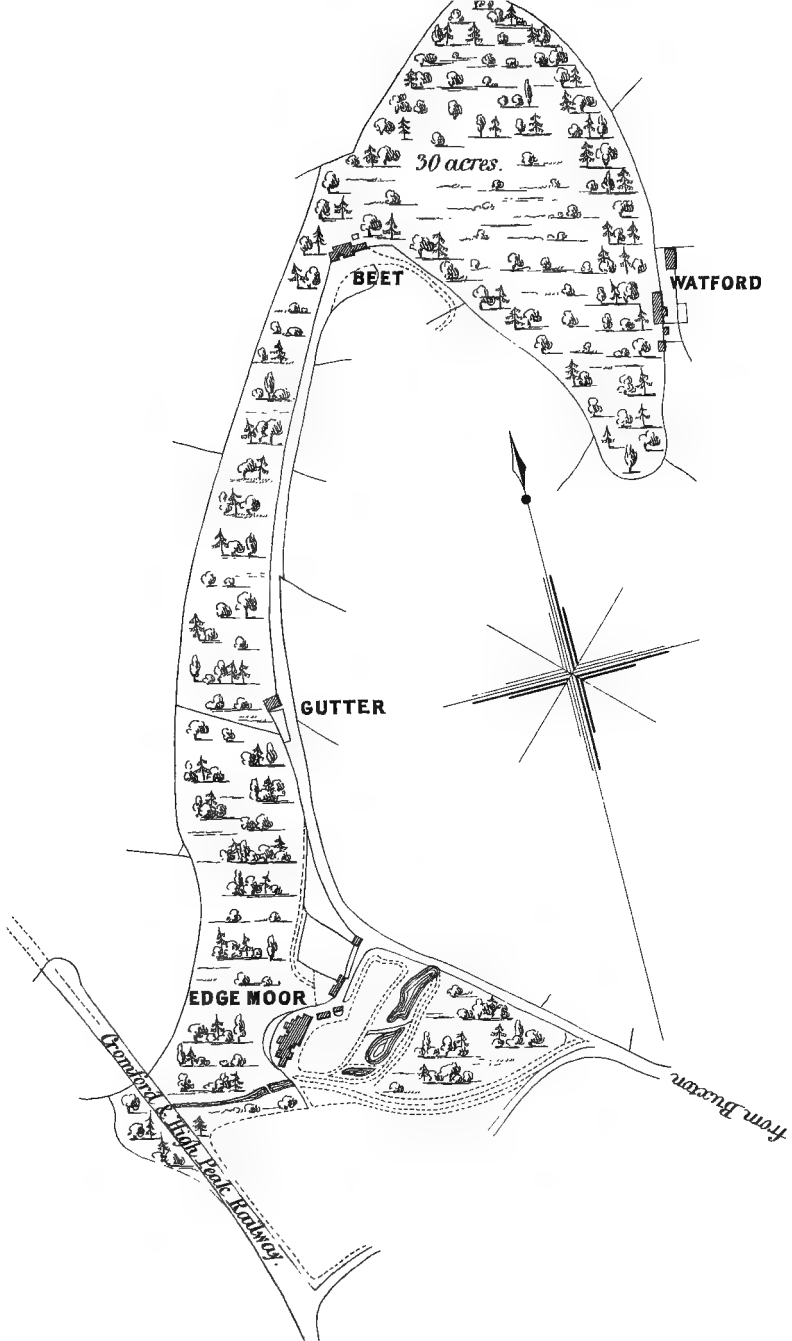 30 acres.
WATFORD
BEET
GUTTER
EDGE MOOR
Cromford & High Peak Railway.
from Buxton